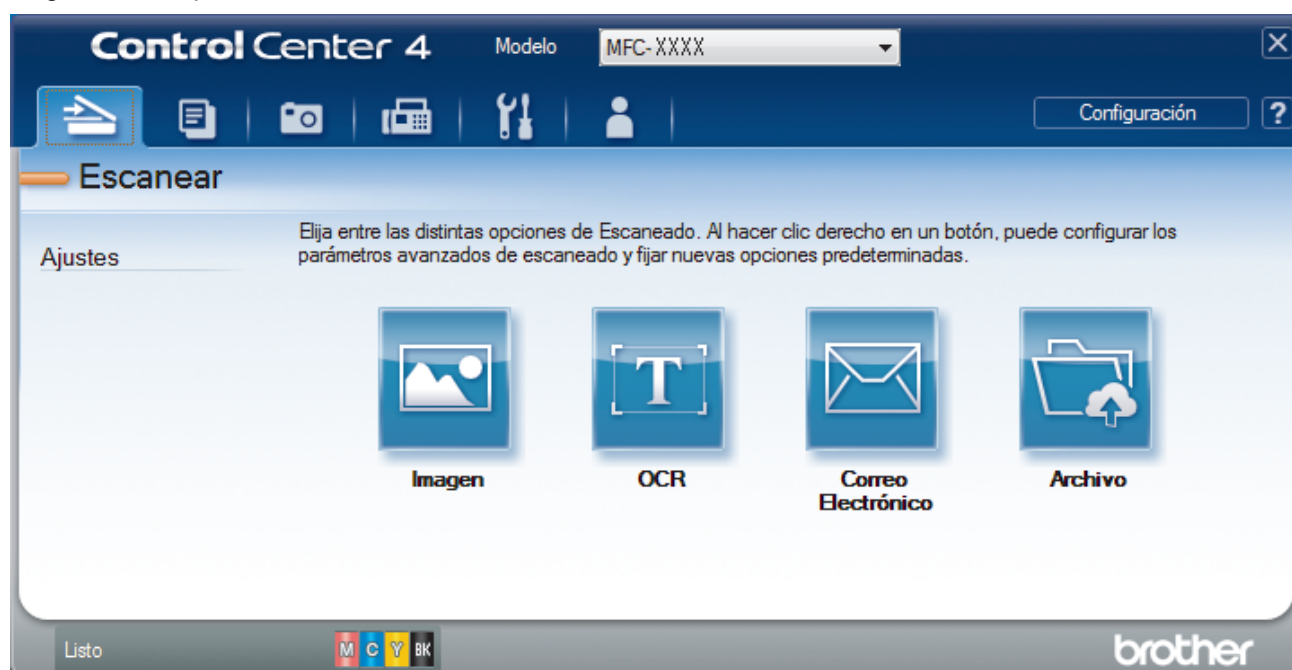 Control Center 4
Modelo
MFC-XXXX
Configuración
?
Escanear
Ajustes
Elija entre las distintas opciones de Escaneado. Al hacer clic derecho en un botón, puede configurar los
parámetros avanzados de escaneado y fijar nuevas opciones predeterminadas.
T
Imagen
OCR
Correo
Electrónico
Archivo
Listo
M C Y BK
brother